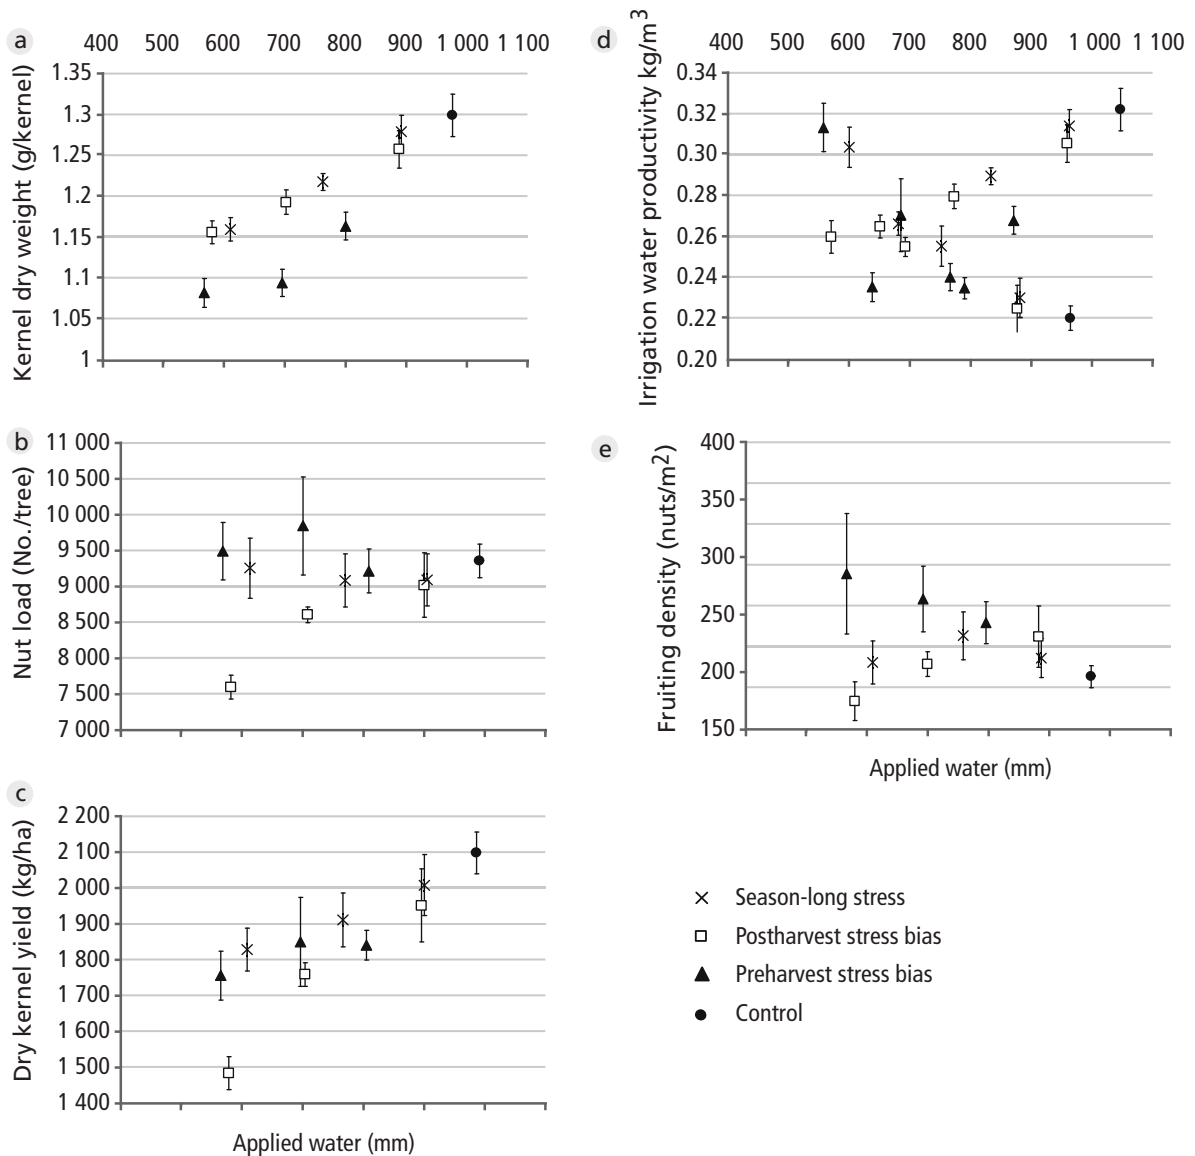 a
400 500 600 700 800 900 1 000 1 100
Kernel dry weight (g/kernel)
1.35
1.3
1.25
1.2
1.15
1.1
1.05
1
d
400 500 600 700 800 900 1 000 1 100
Irrigation water productivity kg/m3
0.34
0.32
0.30
0.28
0.26
0.24
0.22
0.20
b
Nut load (No./tree)
11 000
10 500
10 000
9 500
9 000
8 500
8 000
7 500
7 000
e
Fruiting density (nuts/m2)
400
350
300
250
200
150
Applied water (mm)
c
Dry kernel yield (kg/ha)
2 200
2 100
2 000
1 900
1 800
1 700
1 600
1 500
1 400
Applied water (mm)
Season-long stress
Postharvest stress bias
Preharvest stress bias
Control